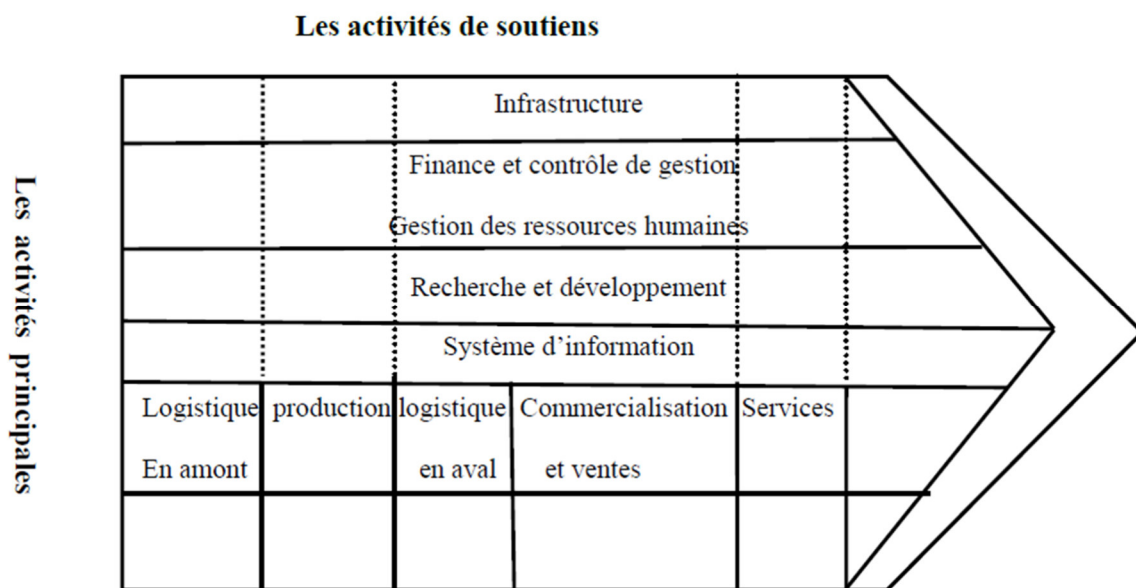 Les activités de soutiens
Les activités principales
Infrastructure
Finance et contrôle de gestion
Gestion des ressources humaines
Recherche et développement
Système d’information
Logistique production logistique Commercialisation Services
En amont en aval et ventes